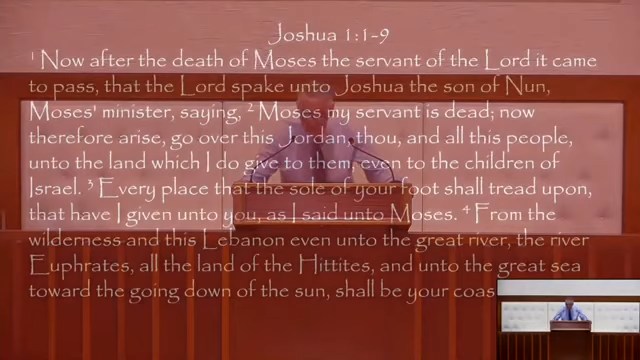 Joshua 1:1-9
¹ Now after the death of Moses the servant of the Lord it came
to pass, that the Lord spake unto Joshua the son of Nun,
Moses' minister, saying, ² Moses my servant is dead; now
therefore arise, go over this Jordan, thou, and all this people,
unto the land which I do give to them, even to the children of
Israel. ³ Every place that the sole of your foot shall tread upon,
that have I given unto you, as I said unto Moses. ⁴ From the
wilderness and this Lebanon even unto the great river, the river
Euphrates, all the land of the Hittites, and unto the great sea
toward the going down of the sun, shall be your coas